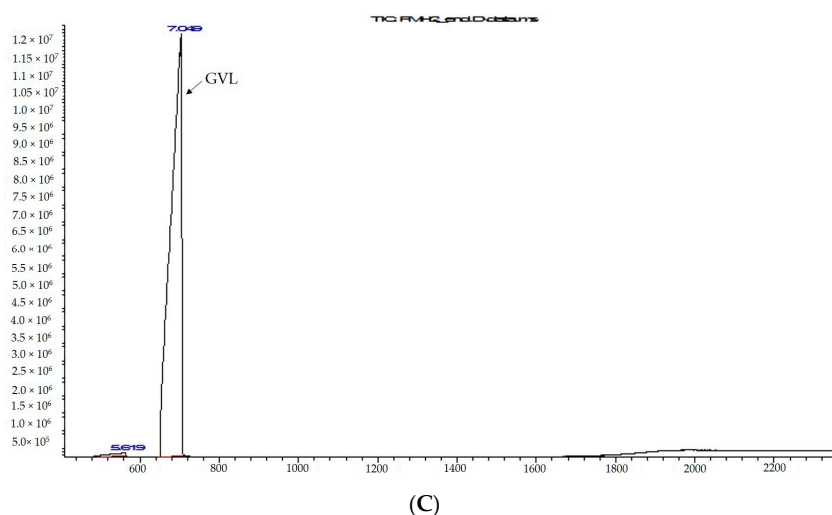 7.049
GVL
1.2 × 10⁷
1.1 × 10⁷
1.1 × 10⁷
1.05 × 10⁷
1.0 × 10⁷
9.5 × 10⁶
9.0 × 10⁶
8.5 × 10⁶
8.0 × 10⁶
7.5 × 10⁶
7.0 × 10⁶
6.5 × 10⁶
6.0 × 10⁶
5.5 × 10⁶
5.0 × 10⁶
4.5 × 10⁶
4.0 × 10⁶
3.5 × 10⁶
3.0 × 10⁶
2.5 × 10⁶
2.0 × 10⁶
1.5 × 10⁶
1.0 × 10⁶
5.0× 10⁵
5.619
600 800 1000 1200 1400 1600 1800 2000 2200
(C)